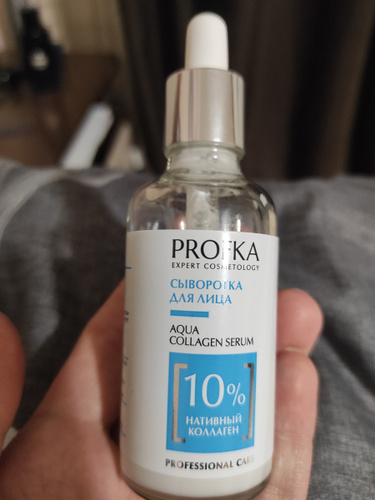 PROFKA
EXPERT COSMETOLOGY
СЫВОРОТКА
ДЛЯ ЛИЦА
AQUA
COLLAGEN SERUM
10%
НАТИВНЫЙ
КОЛЛАГЕН
PROFESSIONAL CARE